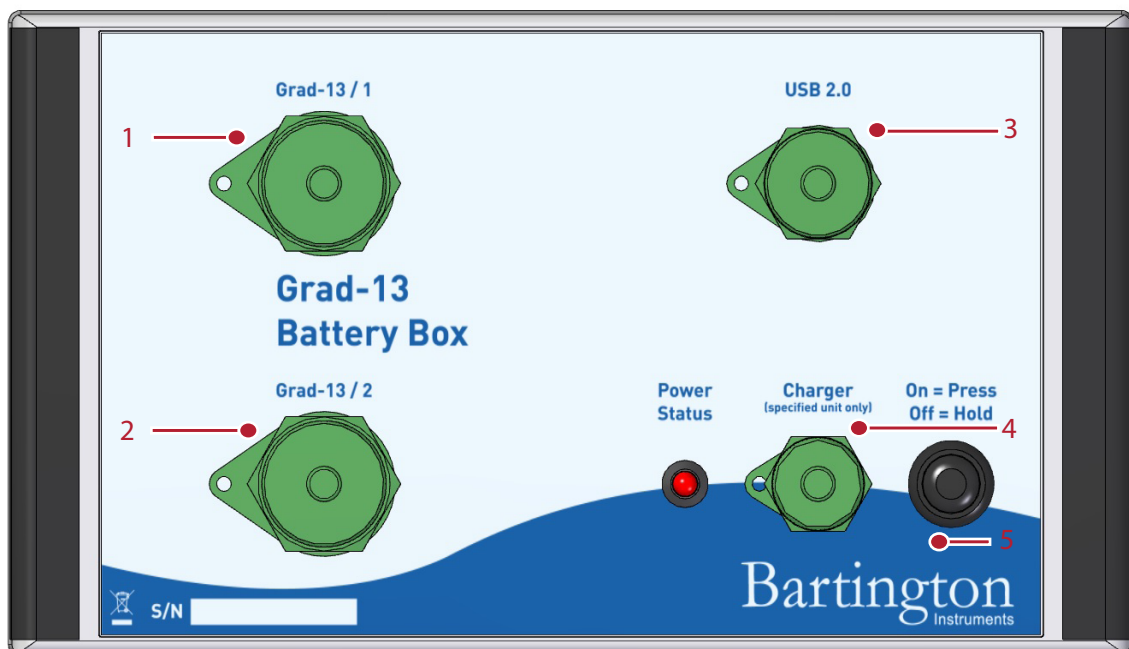 Grad-13 / 1
USB 2.0
1
3
Grad-13
Battery Box
Grad-13 / 2
Power
Status
Charger
(specified unit only)
On = Press
Off = Hold
2
4
5
S/N
Bartington
Instruments